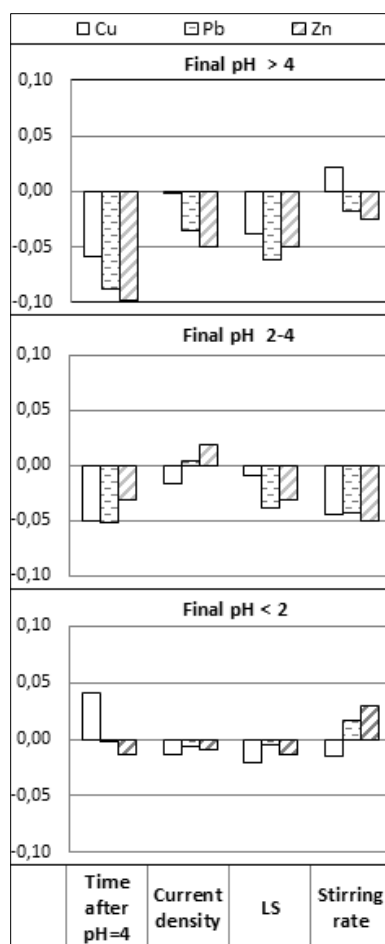 Cu Pb Zn
Final pH > 4
0,10
0,05
0,00
-0,05
-0,10
Final pH 2-4
0,10
0,05
0,00
-0,05
-0,10
Final pH < 2
0,10
0,05
0,00
-0,05
-0,10
Time after pH=4
Current density
LS
Stirring rate